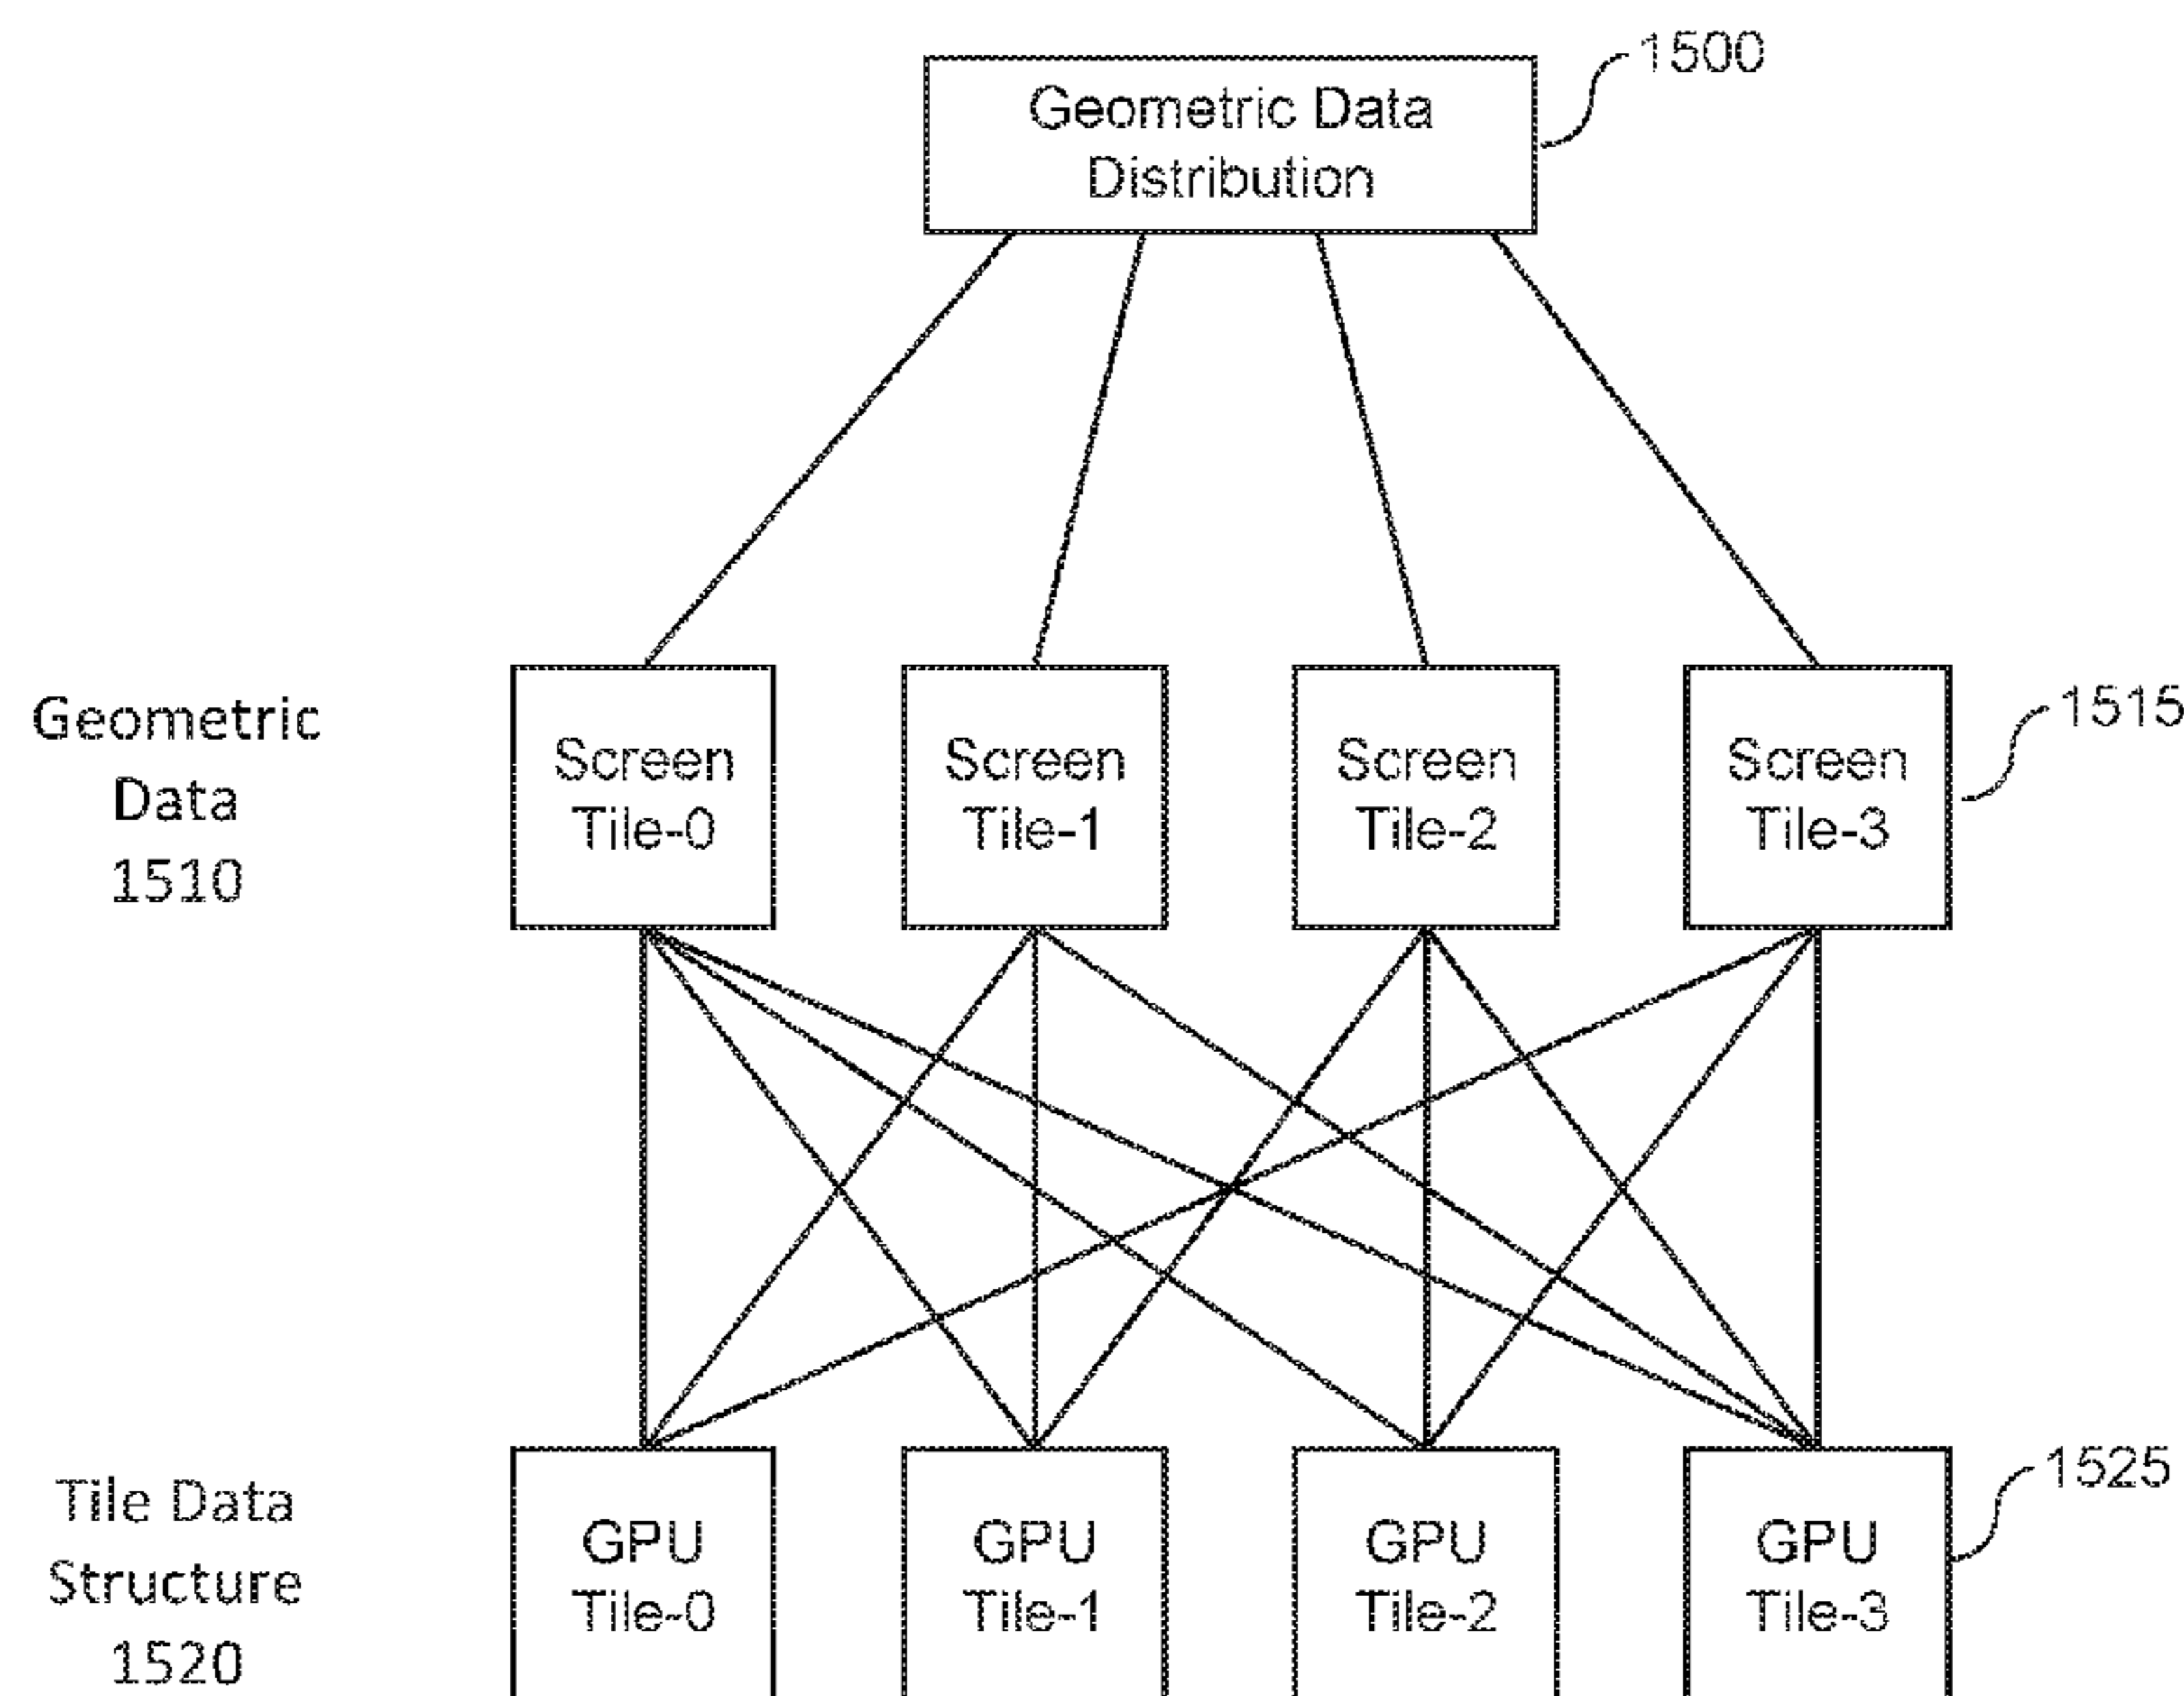 1500
Geometric Data
Distribution
Geometric
Data
1510
Screen
Tile-0
Screen
Tile-1
Screen
Tile-2
Screen
Tile-3
1515
Tile Data
Structure
1520
GPU
Tile-0
GPU
Tile-1
GPU
Tile-2
GPU
Tile-3
1525